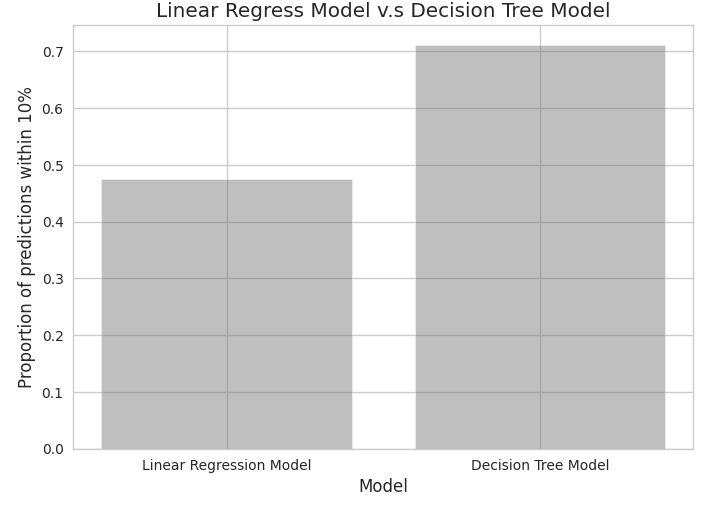 Linear Regress Model v.s Decision Tree Model
Proportion of predictions within 10%
0.7
0.6
0.5
0.4
0.3
0.2
0.1
0.0
Linear Regression Model
Decision Tree Model
Model